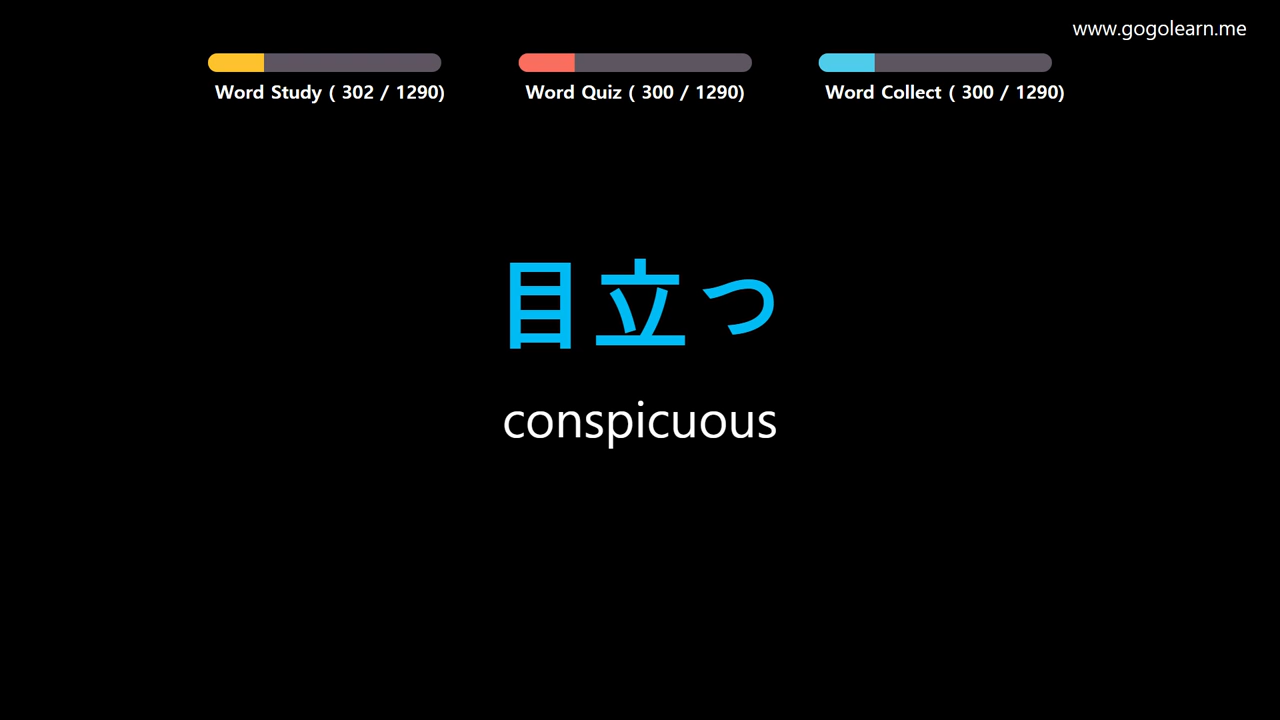 www.gogolearn.me
Word Study ( 302 / 1290)
Word Quiz ( 300 / 1290)
Word Collect ( 300 / 1290)
目立つ
conspicuous